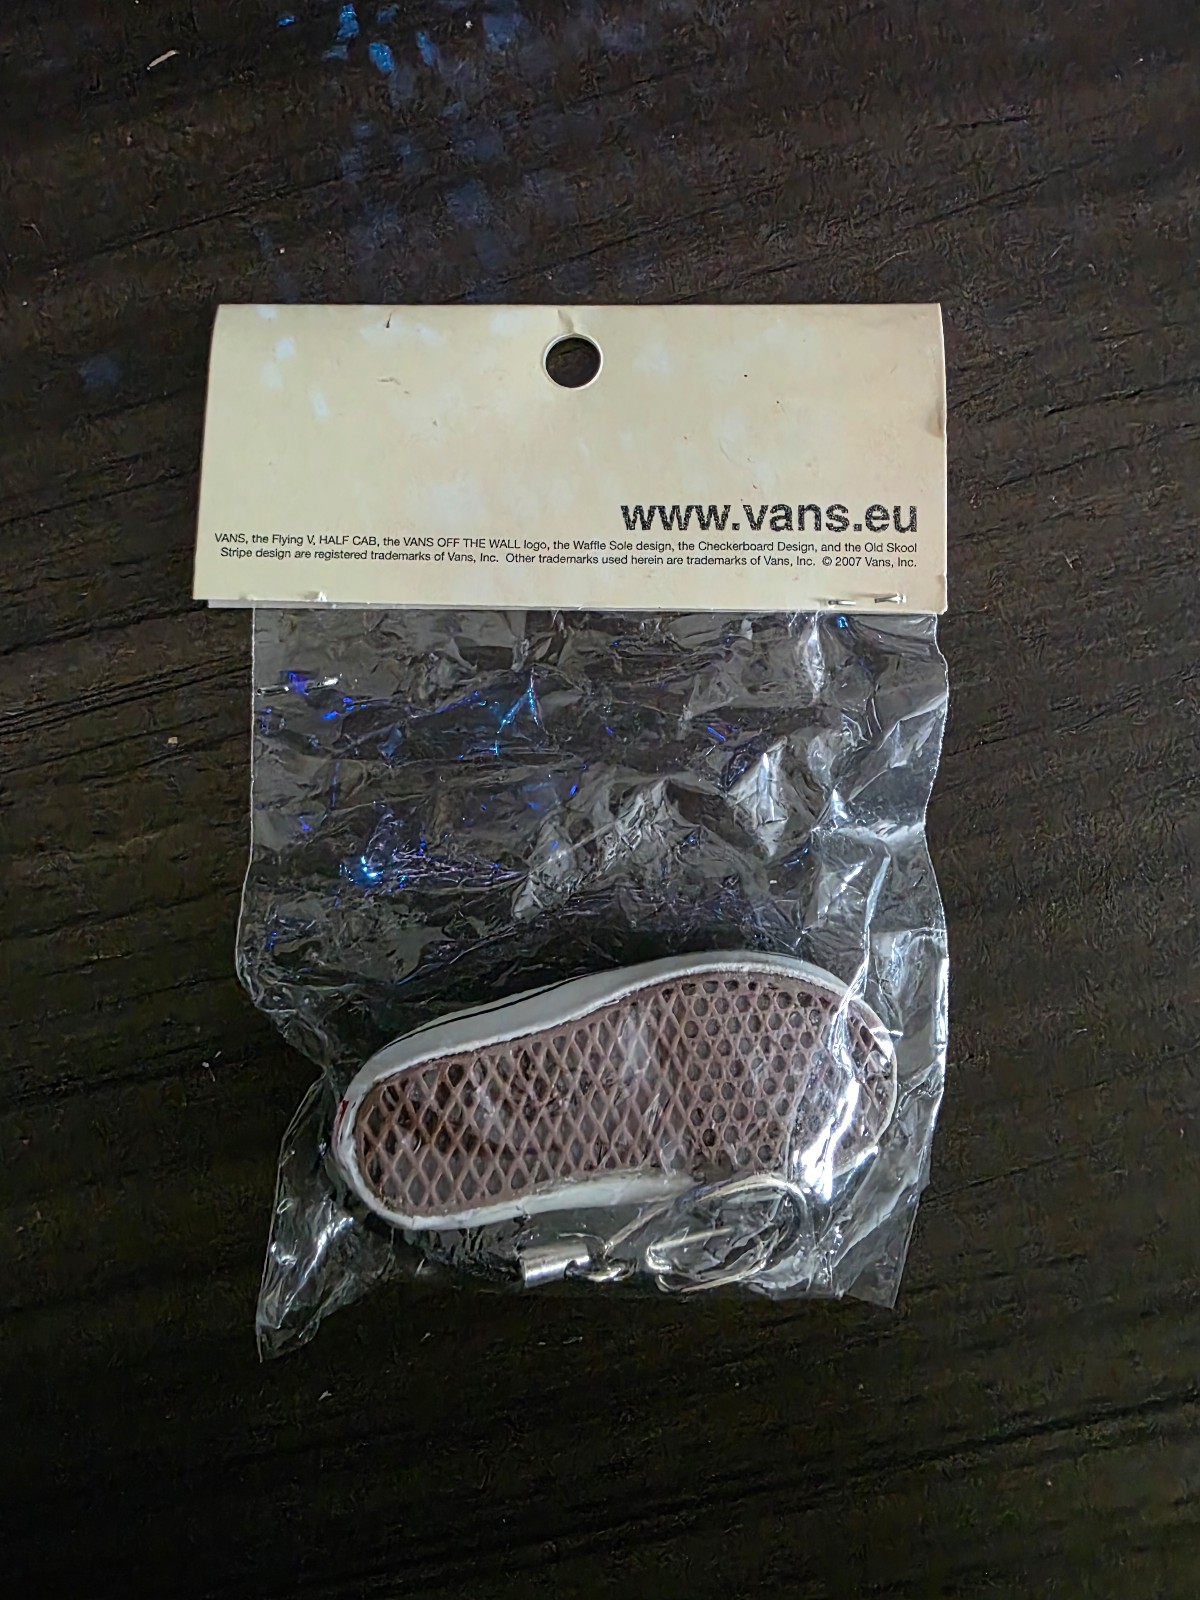 www.vans.eu
VANS, the Flying V, HALF CAB, the VANS OFF THE WALL logo, the Waffle Sole design, the Checkerboard Design, and the Old Skool
Stripe design are registered trademarks of Vans, Inc. Other trademarks used herein are trademarks of Vans, Inc. © 2007 Vans, Inc.